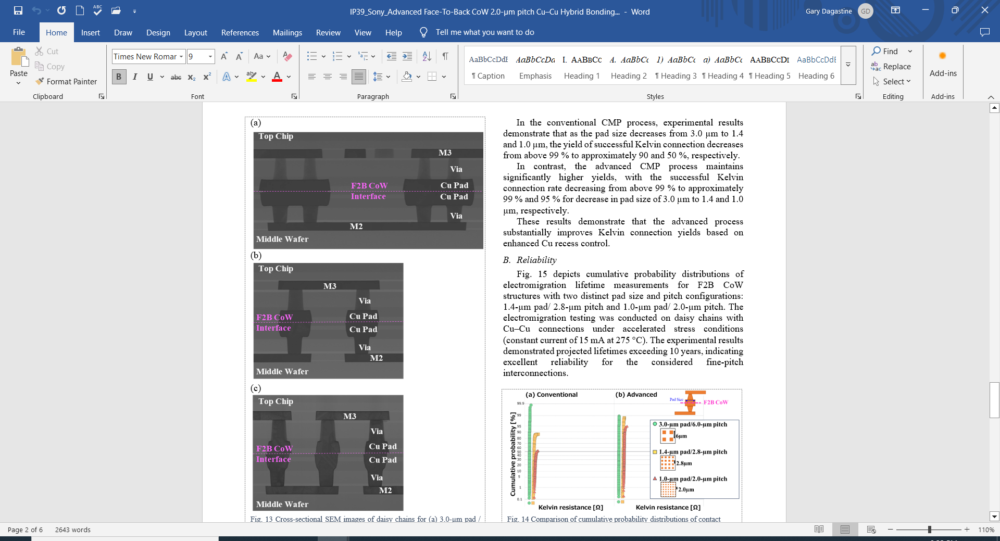 IP39_Sony_Advanced Face-To-Back CoW 2.0-µm pitch Cu–Cu Hybrid Bonding... - Word
Gary Dagastine
GD
File
Home
Insert
Draw
Design
Layout
References
Mailings
Review
View
Help
Tell me what you want to do
Paste
Cut
Copy
Format Painter
Clipboard
Times New Romar
9
Aa
B I U abc x₂ x²
Font
Paragraph
AaBbCcDdE
¶ Caption
AaBbCcDa
Emphasis
I. AABBCC
Heading 1
A. AaBbCc
Heading 2
1) AaBbCc
¶ Heading 3
a) AaBbCc
¶ Heading 4
AABBCCDI
¶ Heading 5
AaBbCcDdE
Heading 6
Styles
Find
Replace
Select
Editing
Add-ins
Add-ins
(a)
Top Chip
M3
Via
F2B CoW
Interface
Cu Pad
Cu Pad
Via
M2
Middle Wafer
(b)
Top Chip
M3
Via
F2B CoW
Interface
Cu Pad
Cu Pad
Via
M2
Middle Wafer
(c)
Top Chip
M3
Via
F2B CoW
Interface
Cu Pad
Cu Pad
Via
M2
Middle Wafer
Fig. 13 Cross-sectional SEM images of daisy chains for (a) 3.0-µm pad /
In the conventional CMP process, experimental results
demonstrate that as the pad size decreases from 3.0 µm to 1.4
and 1.0 µm, the yield of successful Kelvin connection decreases
from above 99 % to approximately 90 and 50 %, respectively.
In contrast, the advanced CMP process maintains
significantly higher yields, with the successful Kelvin
connection rate decreasing from above 99 % to approximately
99 % and 95 % for decrease in pad size of 3.0 µm to 1.4 and 1.0
µm, respectively.
These results demonstrate that the advanced process
substantially improves Kelvin connection yields based on
enhanced Cu recess control.
B. Reliability
Fig. 15 depicts cumulative probability distributions of
electromigration lifetime measurements for F2B CoW
structures with two distinct pad size and pitch configurations:
1.4-µm pad/ 2.8-µm pitch and 1.0-µm pad/ 2.0-µm pitch. The
electromigration testing was conducted on daisy chains with
Cu–Cu connections under accelerated stress conditions
(constant current of 15 mA at 275 °C). The experimental results
demonstrated projected lifetimes exceeding 10 years, indicating
excellent reliability for the considered fine-pitch
interconnections.
(a) Conventional
(b) Advanced
Pad Size
F2B CoW
Cumulative probability [%]
99.9
99
95
90
80
70
60
50
40
30
20
10
5
1
0.1
3.0-µm pad/6.0-µm pitch
6µm
1.4-µm pad/2.8-µm pitch
2.8µm
1.0-µm pad/2.0-µm pitch
2.0µm
Kelvin resistance [Ω]
Kelvin resistance [Ω]
Fig. 14 Comparison of cumulative probability distributions of contact
Page 2 of 6
2643 words
110%